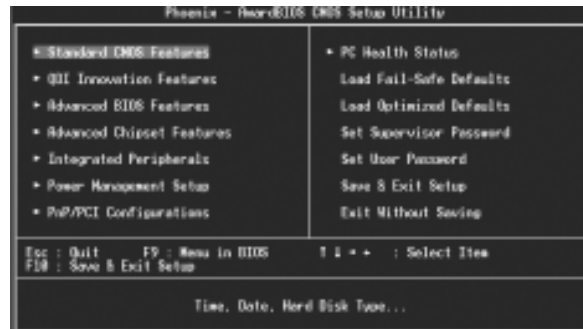 Phoenix - AwardBIOS CMOS Setup Utility
▸ Standard CMOS Features
▸ QDI Innovation Features
▸ Advanced BIOS Features
▸ Advanced Chipset Features
▸ Integrated Peripherals
▸ Power Management Setup
▸ PnP/PCI Configurations
▸ PC Health Status
Load Fail-Safe Defaults
Load Optimized Defaults
Set Supervisor Password
Set User Password
Save & Exit Setup
Exit Without Saving
Esc : Quit F9 : Menu in BIOS ↑ ↓ → ← : Select Item
F10 : Save & Exit Setup
Time, Date, Hard Disk Type...